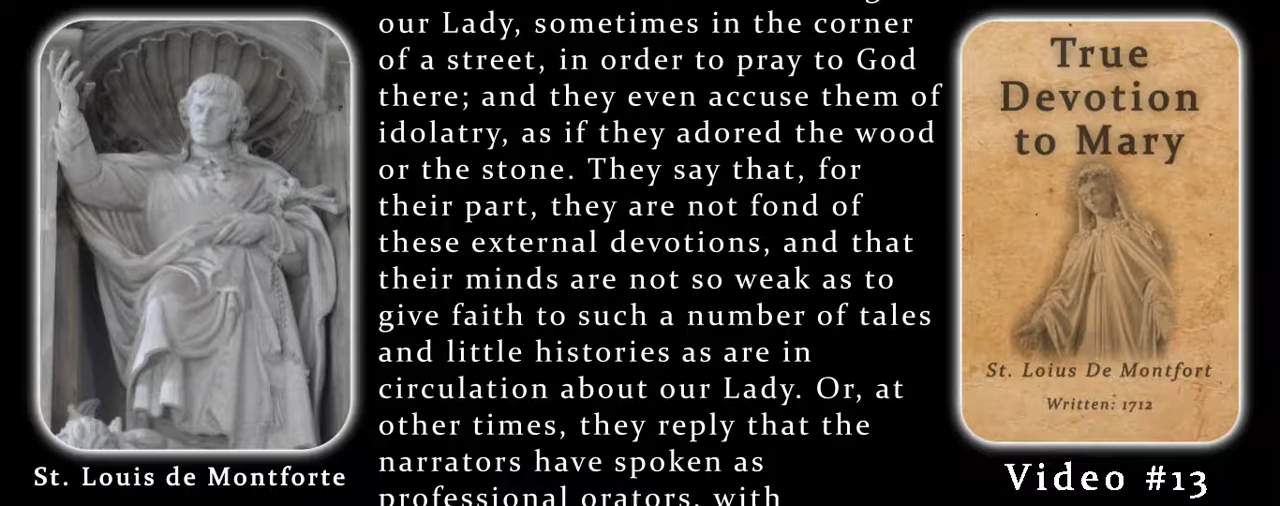 our Lady, sometimes in the corner
of a street, in order to pray to God
there; and they even accuse them of
idolatry, as if they adored the wood
or the stone. They say that, for
their part, they are not fond of
these external devotions, and that
their minds are not so weak as to
give faith to such a number of tales
and little histories as are in
circulation about our Lady. Or, at
other times, they reply that the
narrators have spoken as
professional orators, with
St. Louis de Montforte
True
Devotion
to Mary
St. Loius De Montfort
Written: 1712
Video #13